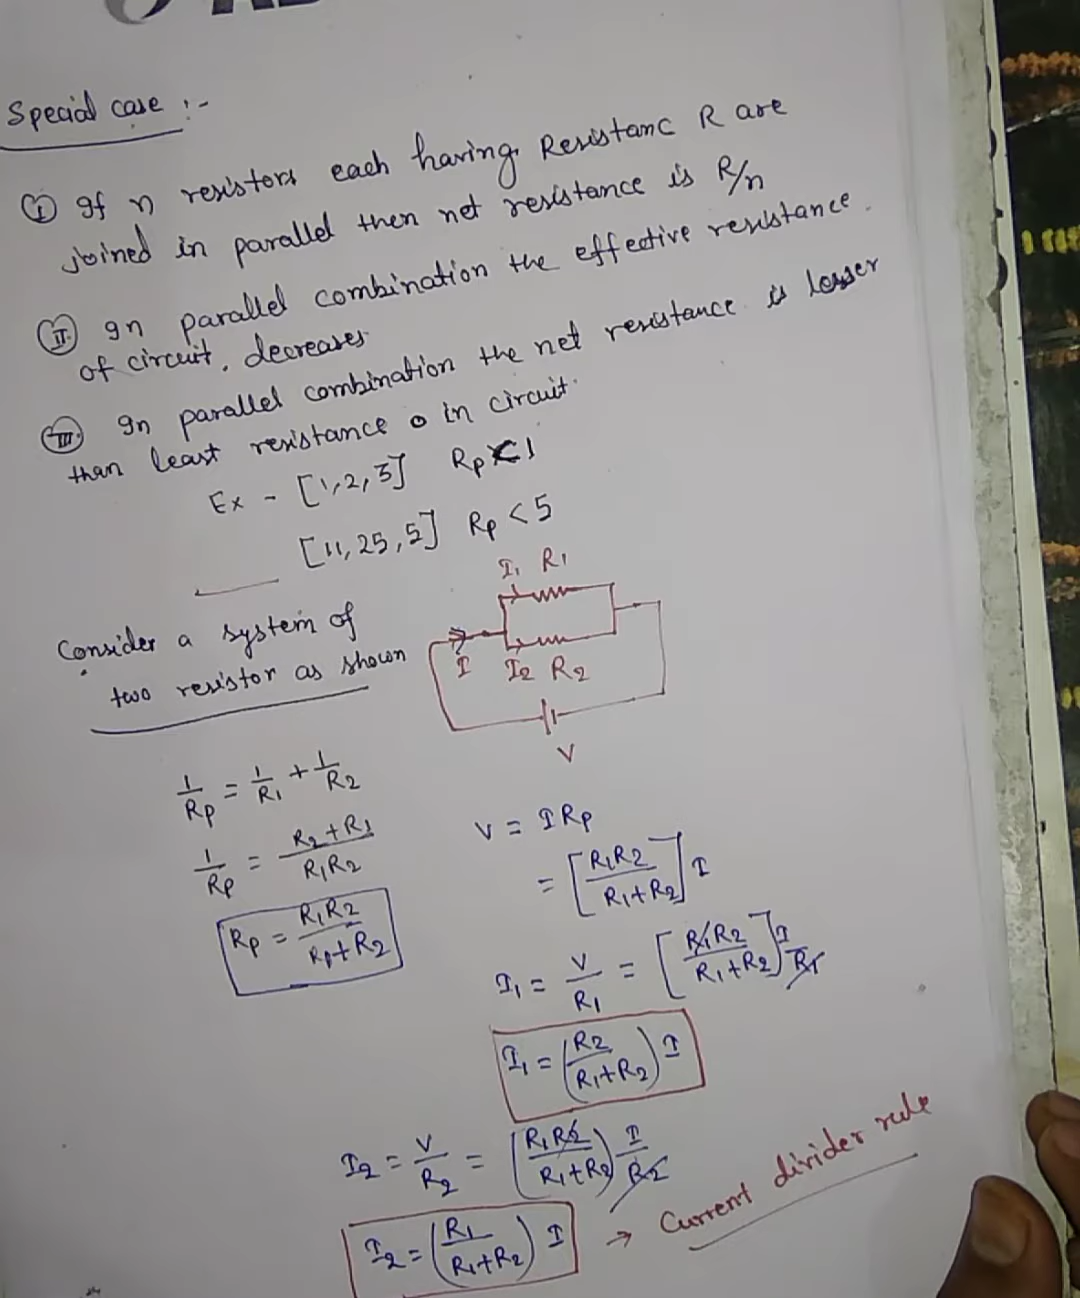 Special case :-
(I) If n resistors each having Resistanc R are
joined in parallel then net resistance is R/n
(II) In parallel combination the effective resistance.
of circuit, decreases
(III) In parallel combination the net resistance is lesser
than least resistance in circuit.
Ex - [1,2,3] Rp<1
[11,25,5] Rp <5
I1 R1
Consider a system of
two resistor as shown
I I2 R2
V
1/Rp = 1/R1 + 1/R2
V = IRp
1/Rp = R2+R1/R1R2
= [R1R2/R1+R2] I
Rp = R1R2/R1+R2
I1 = V/R1 = [R1R2/R1+R2] I/R1
I1 = (R2/R1+R2) I
I2 = V/R2 = (R1R2/R1+R2) I/R2
I2 = (R1/R1+R2) I → Current divider rule